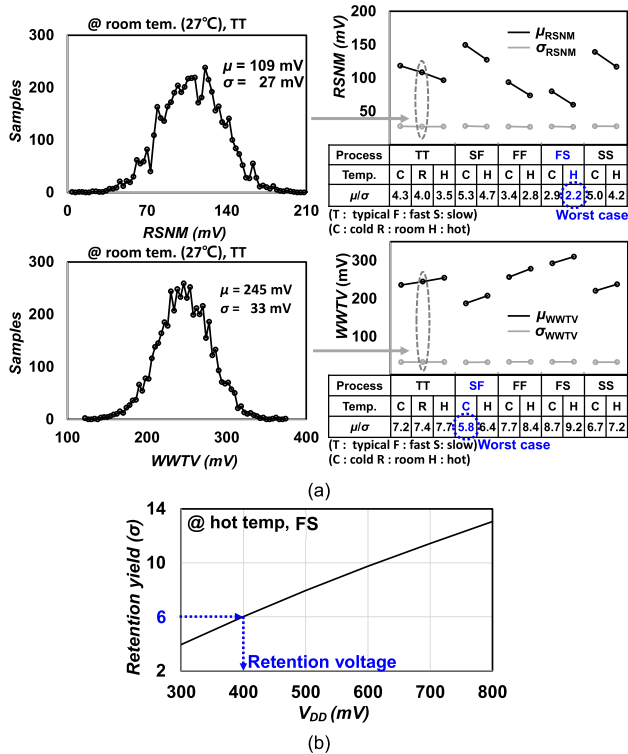 (a)
@ room tem. (27℃), TT
300
200
100
0
Samples
μ = 109 mV
σ = 27 mV
0
70
140
210
RSNM (mV)
200
150
100
50
RSNM (mV)
μRSNM
σRSNM
Process TT SF FF FS SS
Temp. C R H C H C H C H C H
μ/σ 4.3 4.0 3.5 5.3 4.7 3.4 2.8 2.9 2.2 5.0 4.2
(T : typical F : fast S: slow) Worst case
(C : cold R : room H : hot)
@ room tem. (27℃), TT
300
200
100
0
Samples
μ = 245 mV
σ = 33 mV
100 200 300 400
WWTV (mV)
300
200
100
WWTV (mV)
μWWTV
σWWTV
Process TT SF FF FS SS
Temp. C R H C H C H C H C H
μ/σ 7.2 7.4 7.7 5.8 6.4 7.7 8.4 8.7 9.2 6.7 7.2
(T : typical F : fast S: slow) Worst case
(C : cold R : room H : hot)
(a)
14
10
6
2
Retention yield (σ)
@ hot temp, FS
Retention voltage
300 400 500 600 700 800
VDD (mV)
(b)